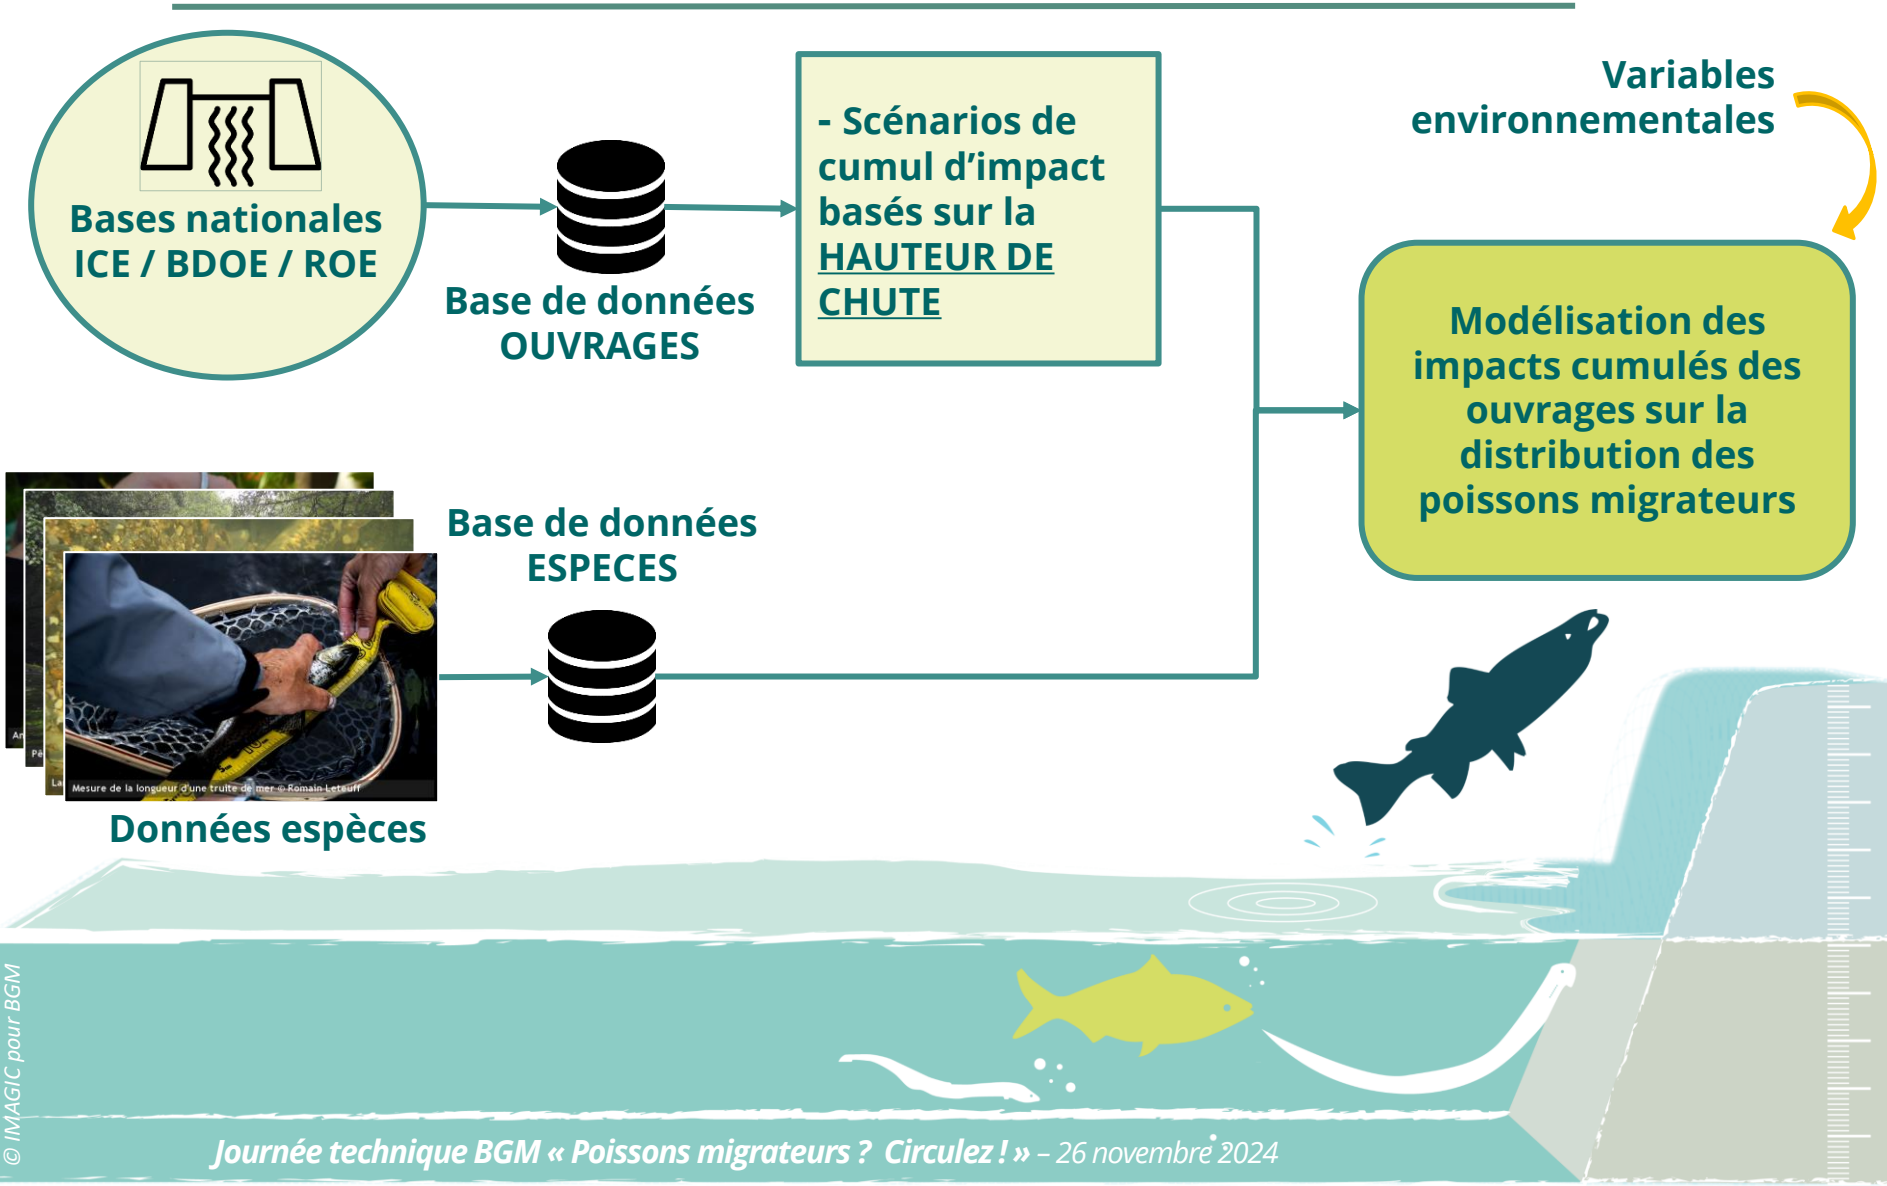 Bases nationales
ICE / BDOE / ROE
Base de données
OUVRAGES
- Scénarios de
cumul d’impact
basés sur la
HAUTEUR DE
CHUTE
Variables
environnementales
Modélisation des
impacts cumulés des
ouvrages sur la
distribution des
poissons migrateurs
Base de données
ESPECES
An
Pê
La
Mesure de la longueur d'une truite de mer © Romain Leteuff
Données espèces
© IMAGIC pour BGM
Journée technique BGM « Poissons migrateurs ? Circulez ! » – 26 novembre 2024